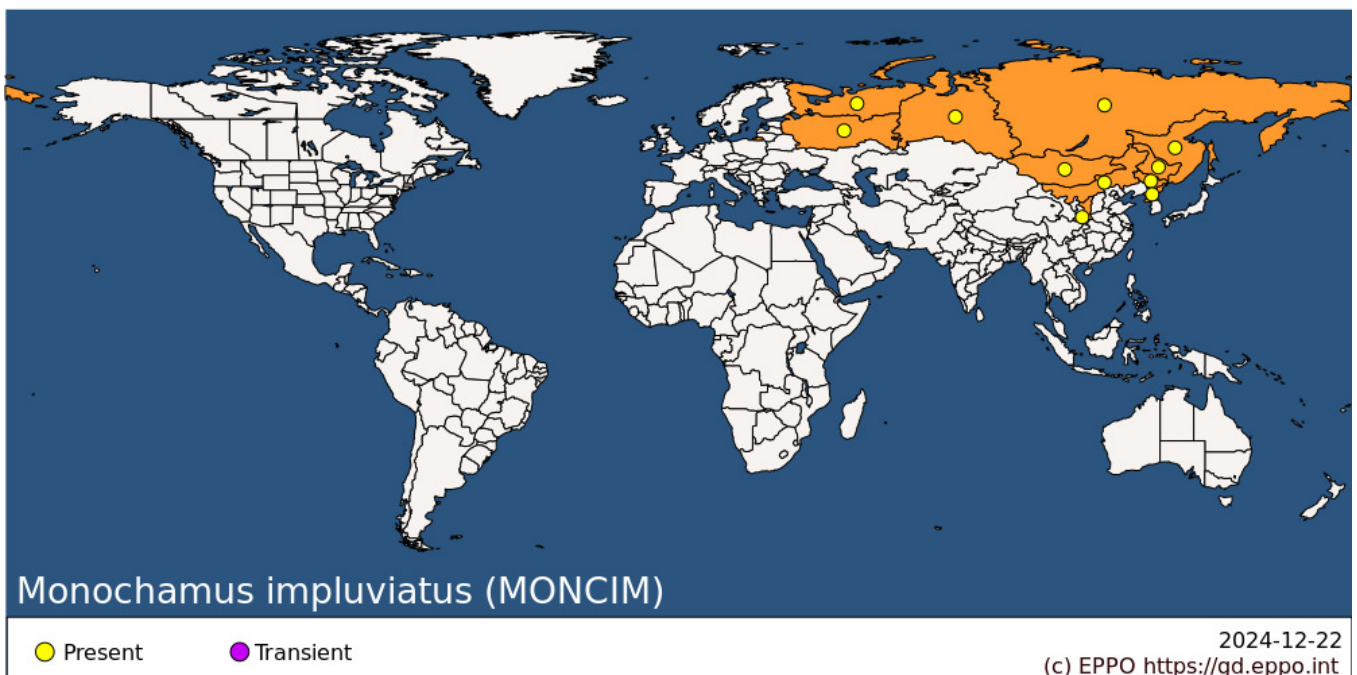 Monochamus impluviatus (MONCIM)
Present
Transient
2024-12-22
(c) EPPO https://gd.eppo.int